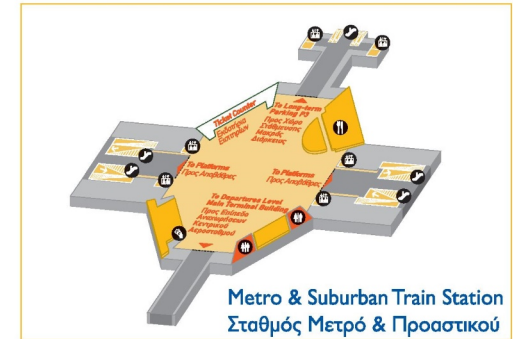 Ticket Counter
Εκδοτήρια
Εισιτηρίων
To Long-term
Parking P3
Προς Χώρο
Στάθμευσης
Μακράς
Διάρκειας
To Platforms
Προς Αποβάθρες
To Platforms
Προς Αποβάθρες
To Departures Level
Main Terminal Building
Προς Επίπεδο
Αναχωρήσεων
Κεντρικού
Αεροσταθμού
Metro & Suburban Train Station
Σταθμός Μετρό & Προαστικού